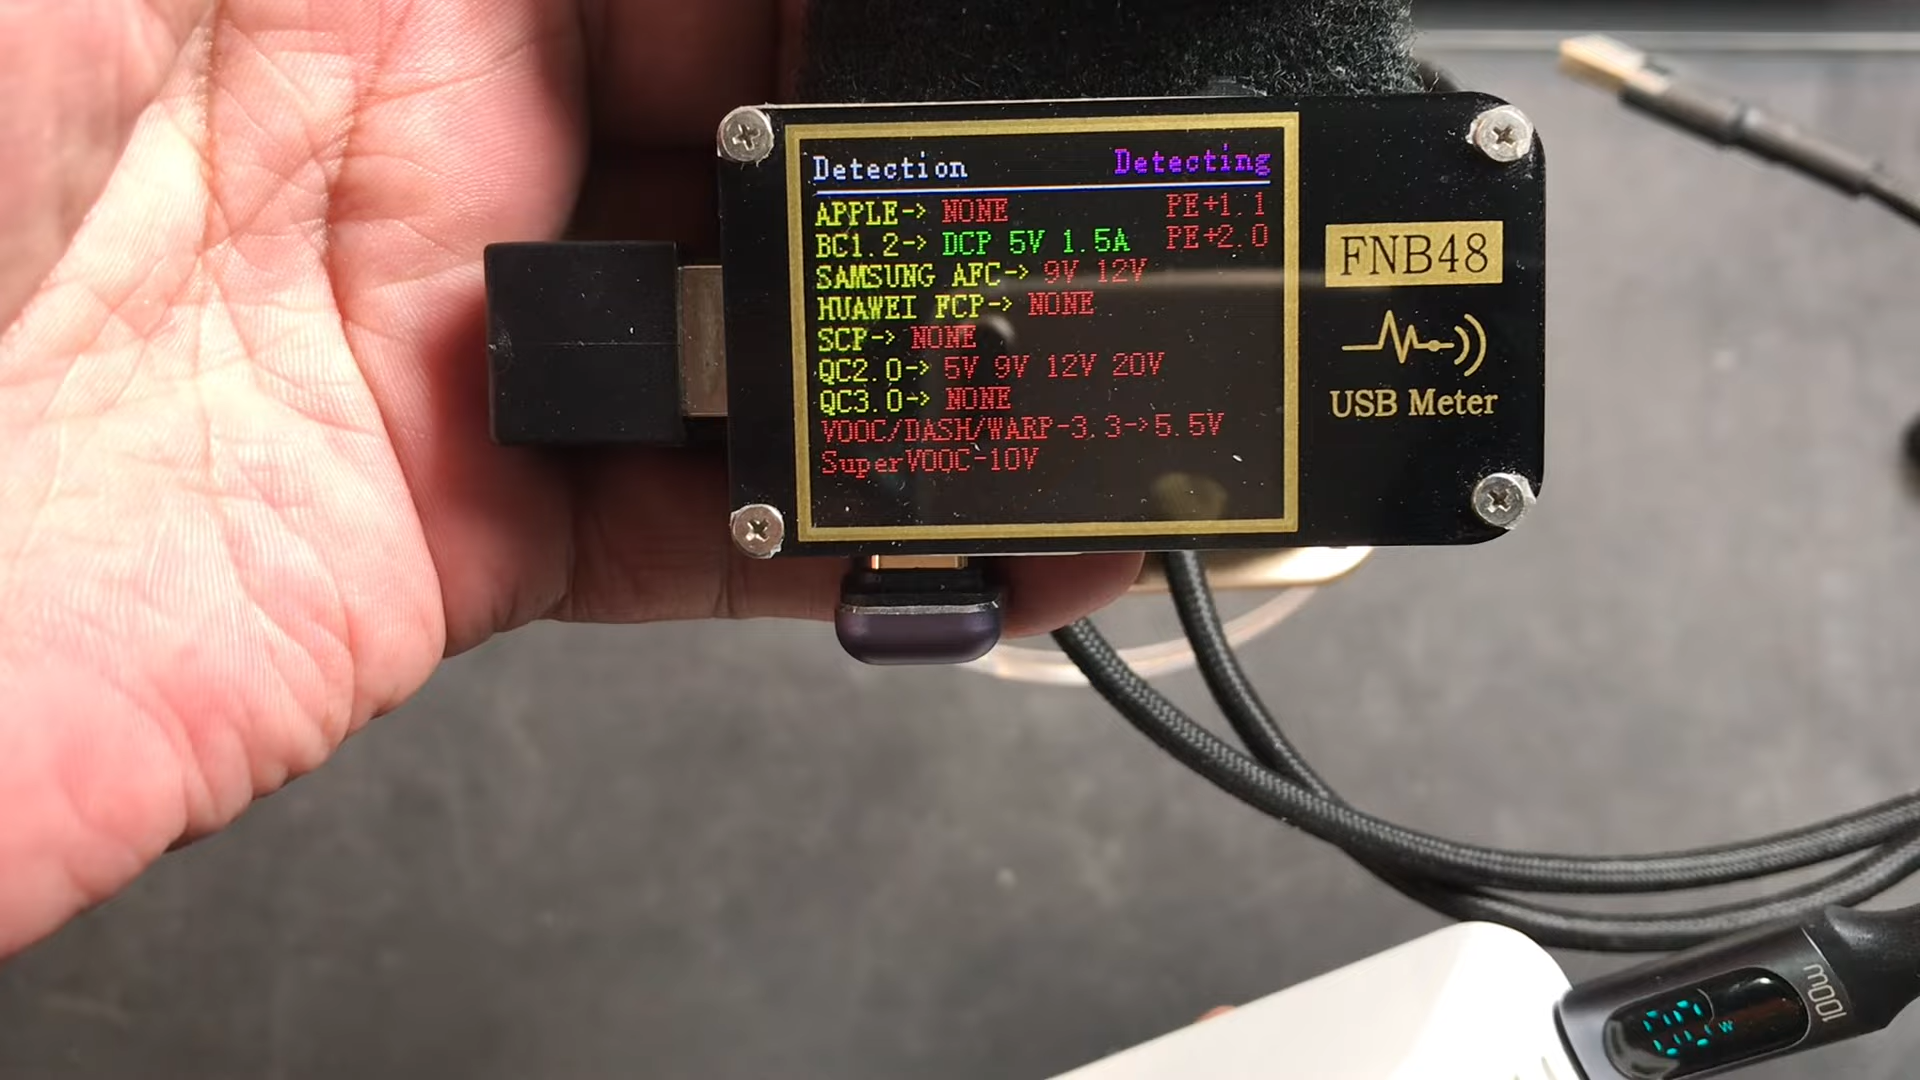 Detection Detecting
APPLE-> NONE PE+1.1
BC1.2-> DCP 5V 1.5A PE+2.0
SAMSUNG AFC-> 9V 12V
HUAWEI FCP-> NONE
SCP-> NONE
QC2.0-> 5V 9V 12V 20V
QC3.0-> NONE
VOOC/DASH/WARP-3.3->5.5V
SuperVOOC-10V
FNB48
USB Meter
100W
W